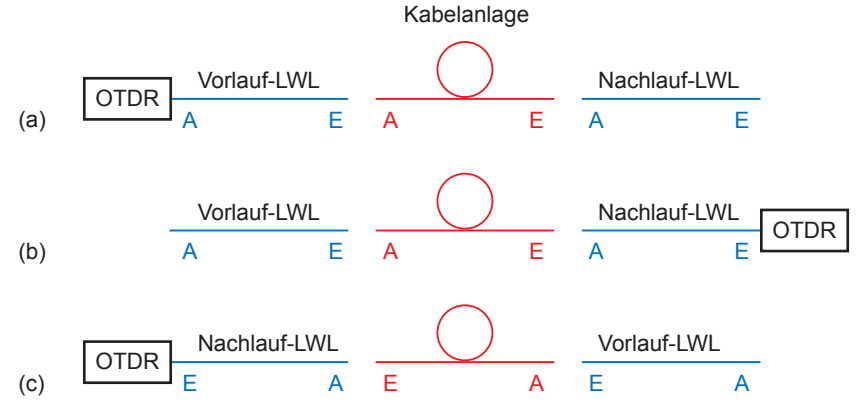 Kabelanlage
OTDR Vorlauf-LWL Nachlauf-LWL
(a) A E A E A E
Vorlauf-LWL Nachlauf-LWL OTDR
(b) A E A E A E
OTDR Nachlauf-LWL Vorlauf-LWL
(c) E A E A E A